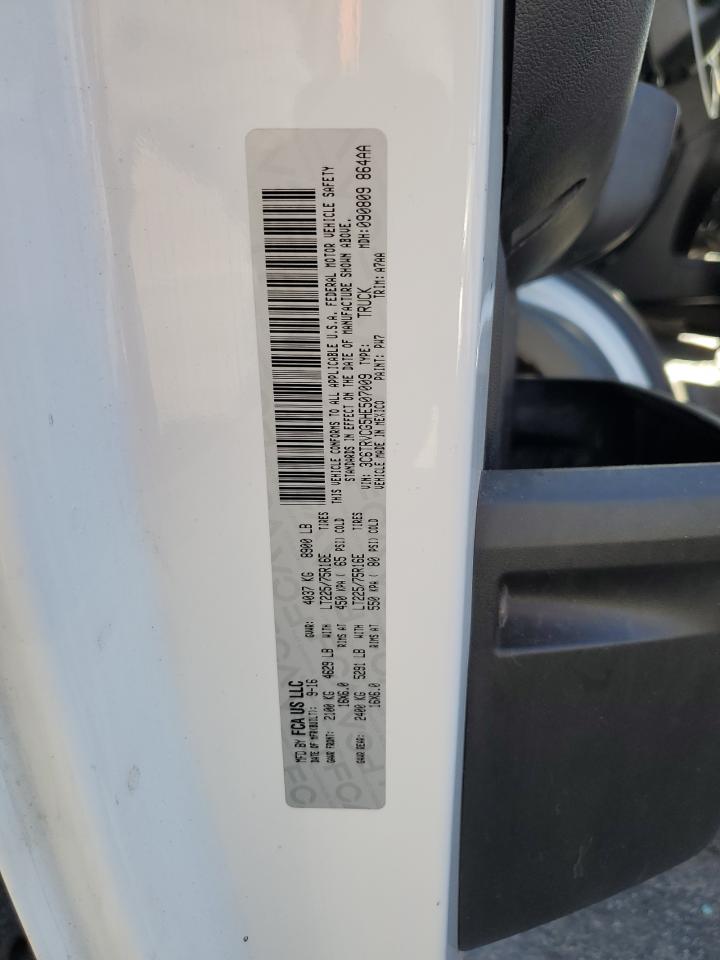 MFD BY FCA US LLC
DATE OF MFR(BUILT): 9-16 GVWR: 4037 KG 8900 LB
GAWR FRONT: 2100 KG 4629 LB WITH LT225/75R16E TIRES
16X6.0 RIMS AT 450 KPA ( 65 PSI) COLD
GAWR REAR: 2400 KG 5291 LB WITH LT225/75R16E TIRES
16X6.0 RIMS AT 550 KPA ( 80 PSI) COLD
THIS VEHICLE CONFORMS TO ALL APPLICABLE U.S.A. FEDERAL MOTOR VEHICLE SAFETY
STANDARDS IN EFFECT ON THE DATE OF MANUFACTURE SHOWN ABOVE.
VIN: 3C6TRVCG5HE507009 TYPE: TRUCK MDH:090809 864AA
VEHICLE MADE IN MEXICO PAINT: PW7 TRIM: A7AA